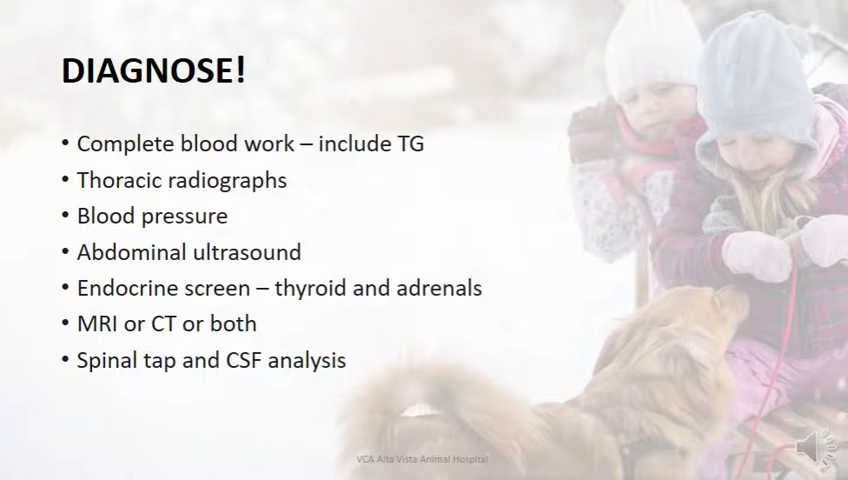 DIAGNOSE!
• Complete blood work – include TG
• Thoracic radiographs
• Blood pressure
• Abdominal ultrasound
• Endocrine screen – thyroid and adrenals
• MRI or CT or both
• Spinal tap and CSF analysis
VCA Alta Vista Animal Hospital